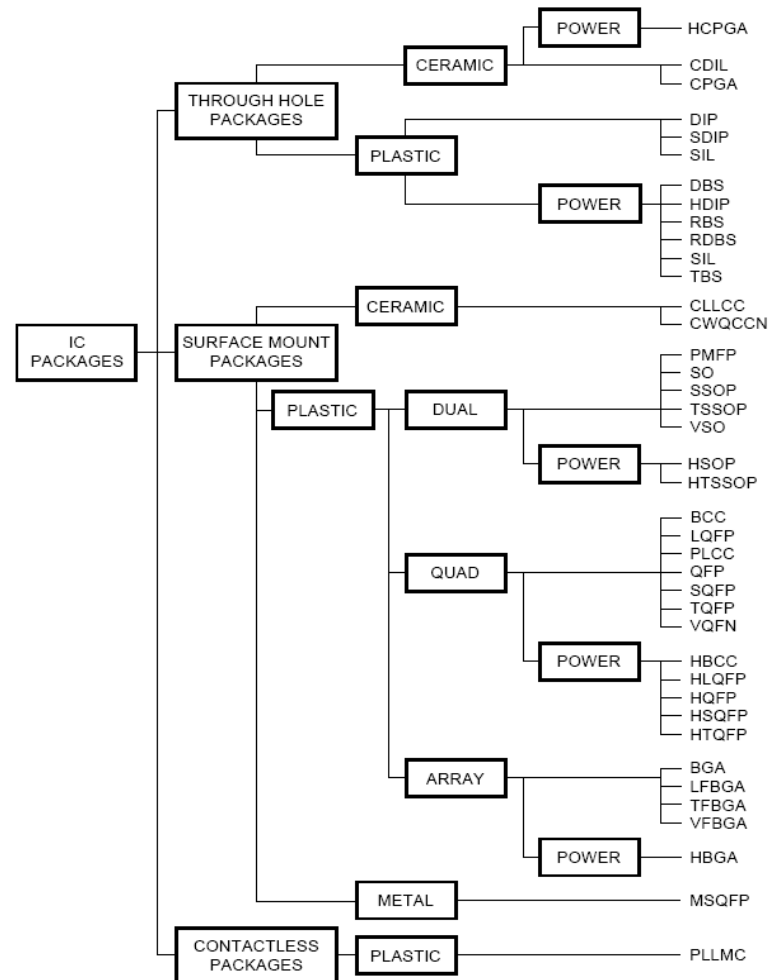 POWER
HCPGA
CERAMIC
CDIL
CPGA
THROUGH HOLE
PACKAGES
DIP
SDIP
SIL
PLASTIC
DBS
HDIP
POWER
RBS
RDBS
SIL
TBS
CERAMIC
CLLCC
CWQCCN
IC
PACKAGES
SURFACE MOUNT
PACKAGES
PMFP
SO
SSOP
PLASTIC
DUAL
TSSOP
VSO
POWER
HSOP
HTSSOP
BCC
LQFP
PLCC
QUAD
QFP
SQFP
TQFP
VQFN
POWER
HBCC
HLQFP
HQFP
HSQFP
HTQFP
ARRAY
BGA
LFBGA
TFBGA
VFBGA
POWER
HBGA
METAL
MSQFP
CONTACTLESS
PACKAGES
PLASTIC
PLLMC